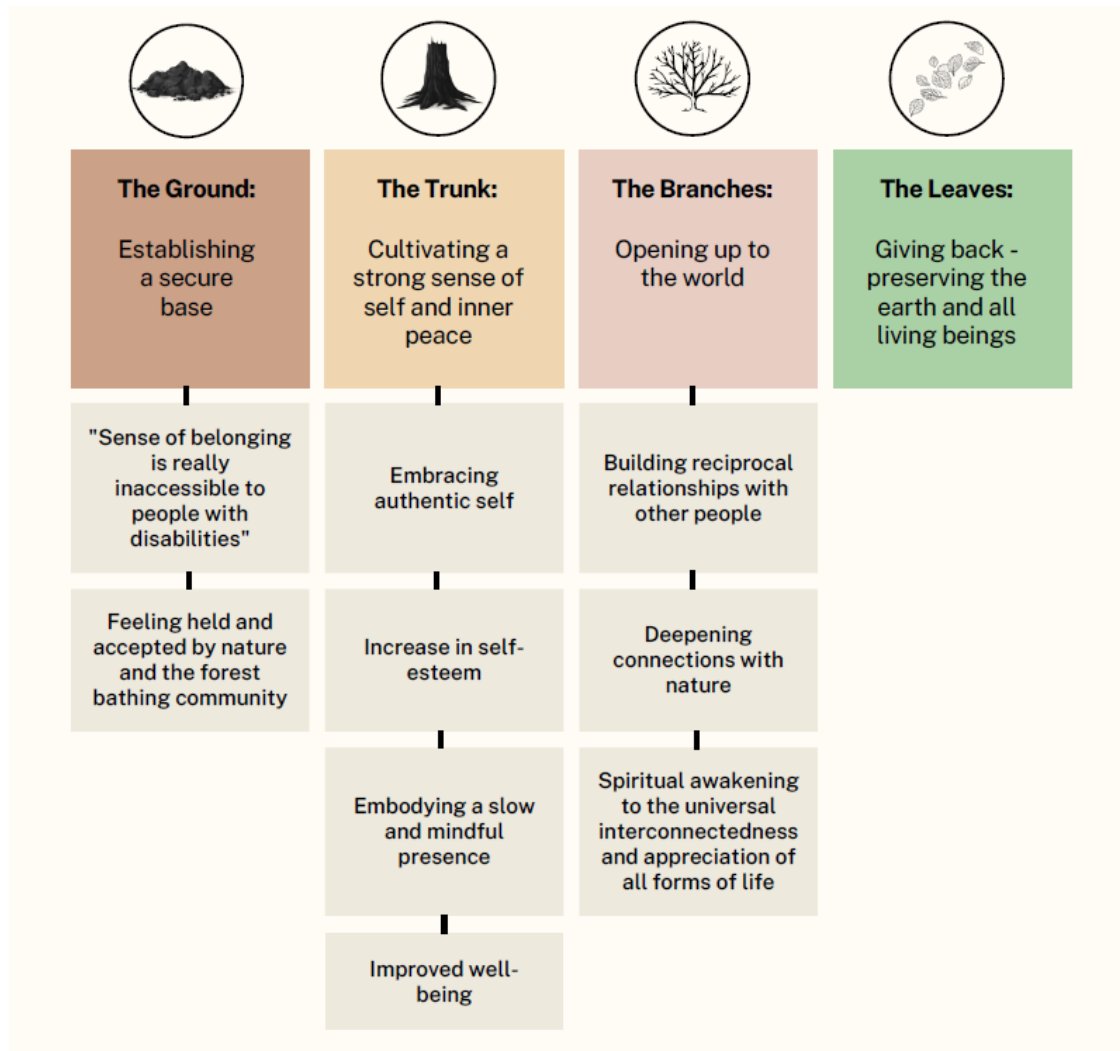 The Ground:
Establishing
a secure
base
"Sense of belonging
is really
inaccessible to
people with
disabilities"
Feeling held and
accepted by nature
and the forest
bathing community
The Trunk:
Cultivating a
strong sense of
self and inner
peace
Embracing
authentic self
Increase in self-
esteem
Embodying a slow
and mindful
presence
Improved well-
being
The Branches:
Opening up to
the world
Building reciprocal
relationships with
other people
Deepening
connections with
nature
Spiritual awakening
to the universal
interconnectedness
and appreciation of
all forms of life
The Leaves:
Giving back -
preserving the
earth and all
living beings